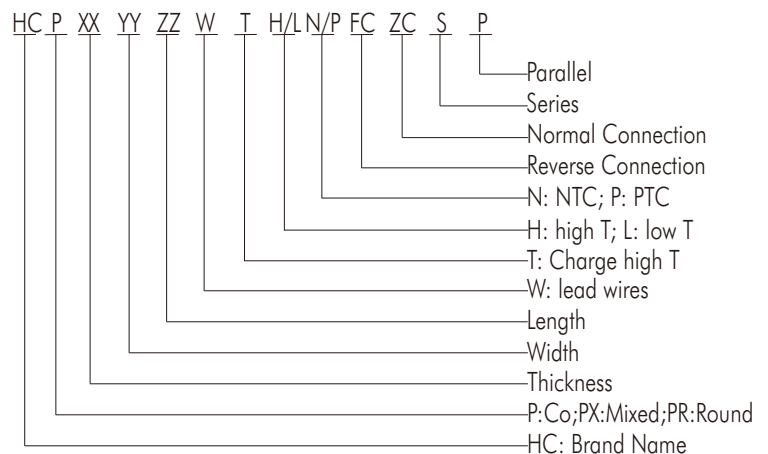 HC P XX YY ZZ W T H/L N/P FC ZC S P
Parallel
Series
Normal Connection
Reverse Connection
N: NTC; P: PTC
H: high T; L: low T
T: Charge high T
W: lead wires
Length
Width
Thickness
P:Co;PX:Mixed;PR:Round
HC: Brand Name